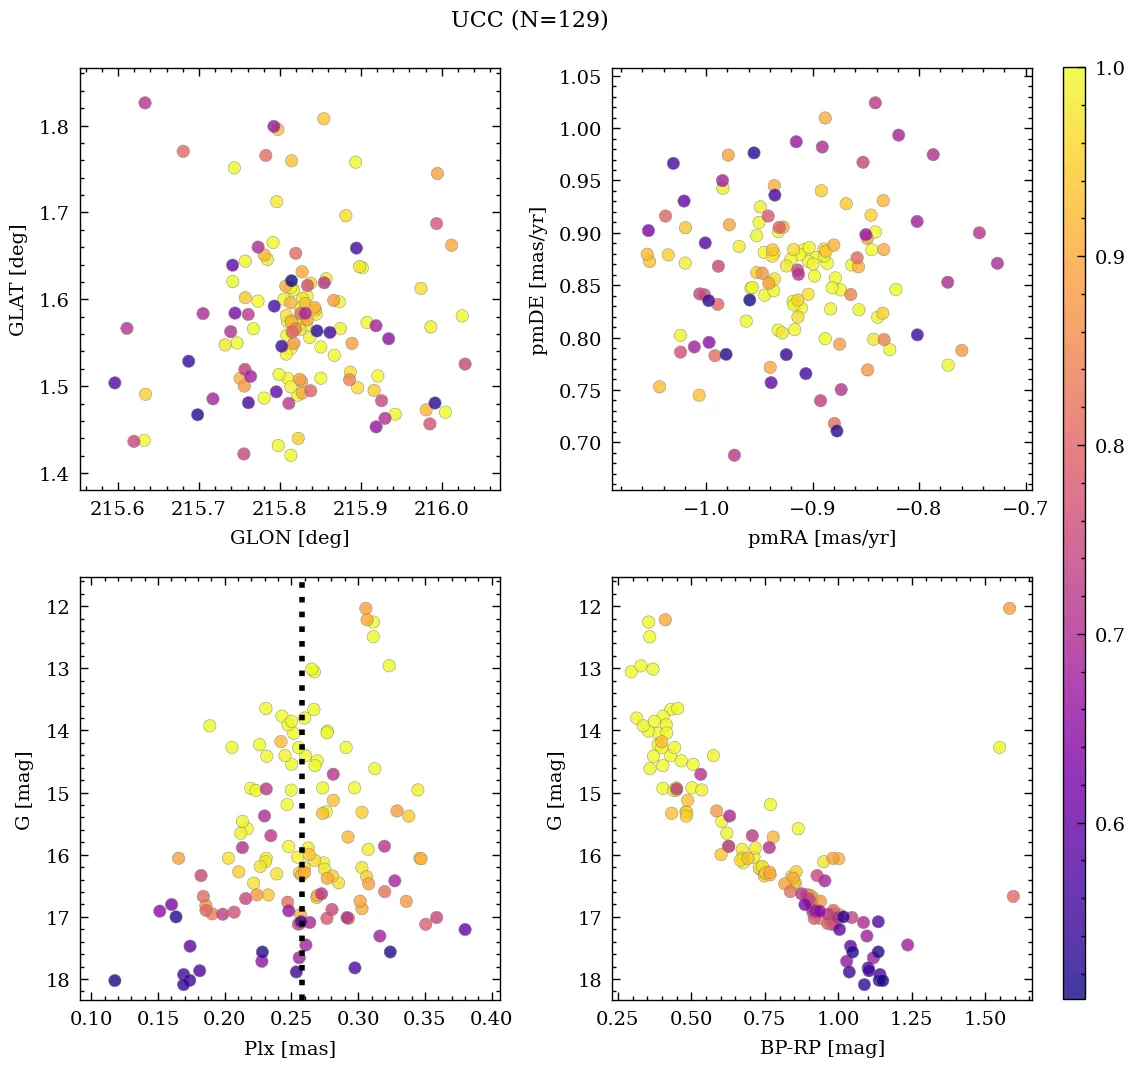 UCC (N=129)
1.8
1.7
1.6
1.5
1.4
GLAT [deg]
215.6 215.7 215.8 215.9 216.0
GLON [deg]
1.05
1.00
0.95
0.90
0.85
0.80
0.75
0.70
pmDE [mas/yr]
−1.0 −0.9 −0.8 −0.7
pmRA [mas/yr]
12
13
14
15
16
17
18
G [mag]
0.10 0.15 0.20 0.25 0.30 0.35 0.40
Plx [mas]
12
13
14
15
16
17
18
G [mag]
0.25 0.50 0.75 1.00 1.25 1.50
BP-RP [mag]
1.0
0.9
0.8
0.7
0.6